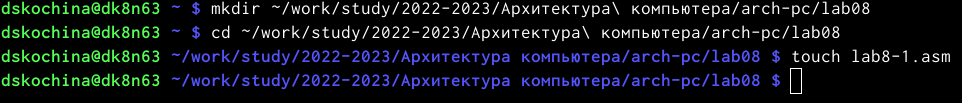 dskochina@dk8n63 ~ $ mkdir ~/work/study/2022-2023/Архитектура\ компьютера/arch-pc/lab08
dskochina@dk8n63 ~ $ cd ~/work/study/2022-2023/Архитектура\ компьютера/arch-pc/lab08
dskochina@dk8n63 ~/work/study/2022-2023/Архитектура компьютера/arch-pc/lab08 $ touch lab8-1.asm
dskochina@dk8n63 ~/work/study/2022-2023/Архитектура компьютера/arch-pc/lab08 $